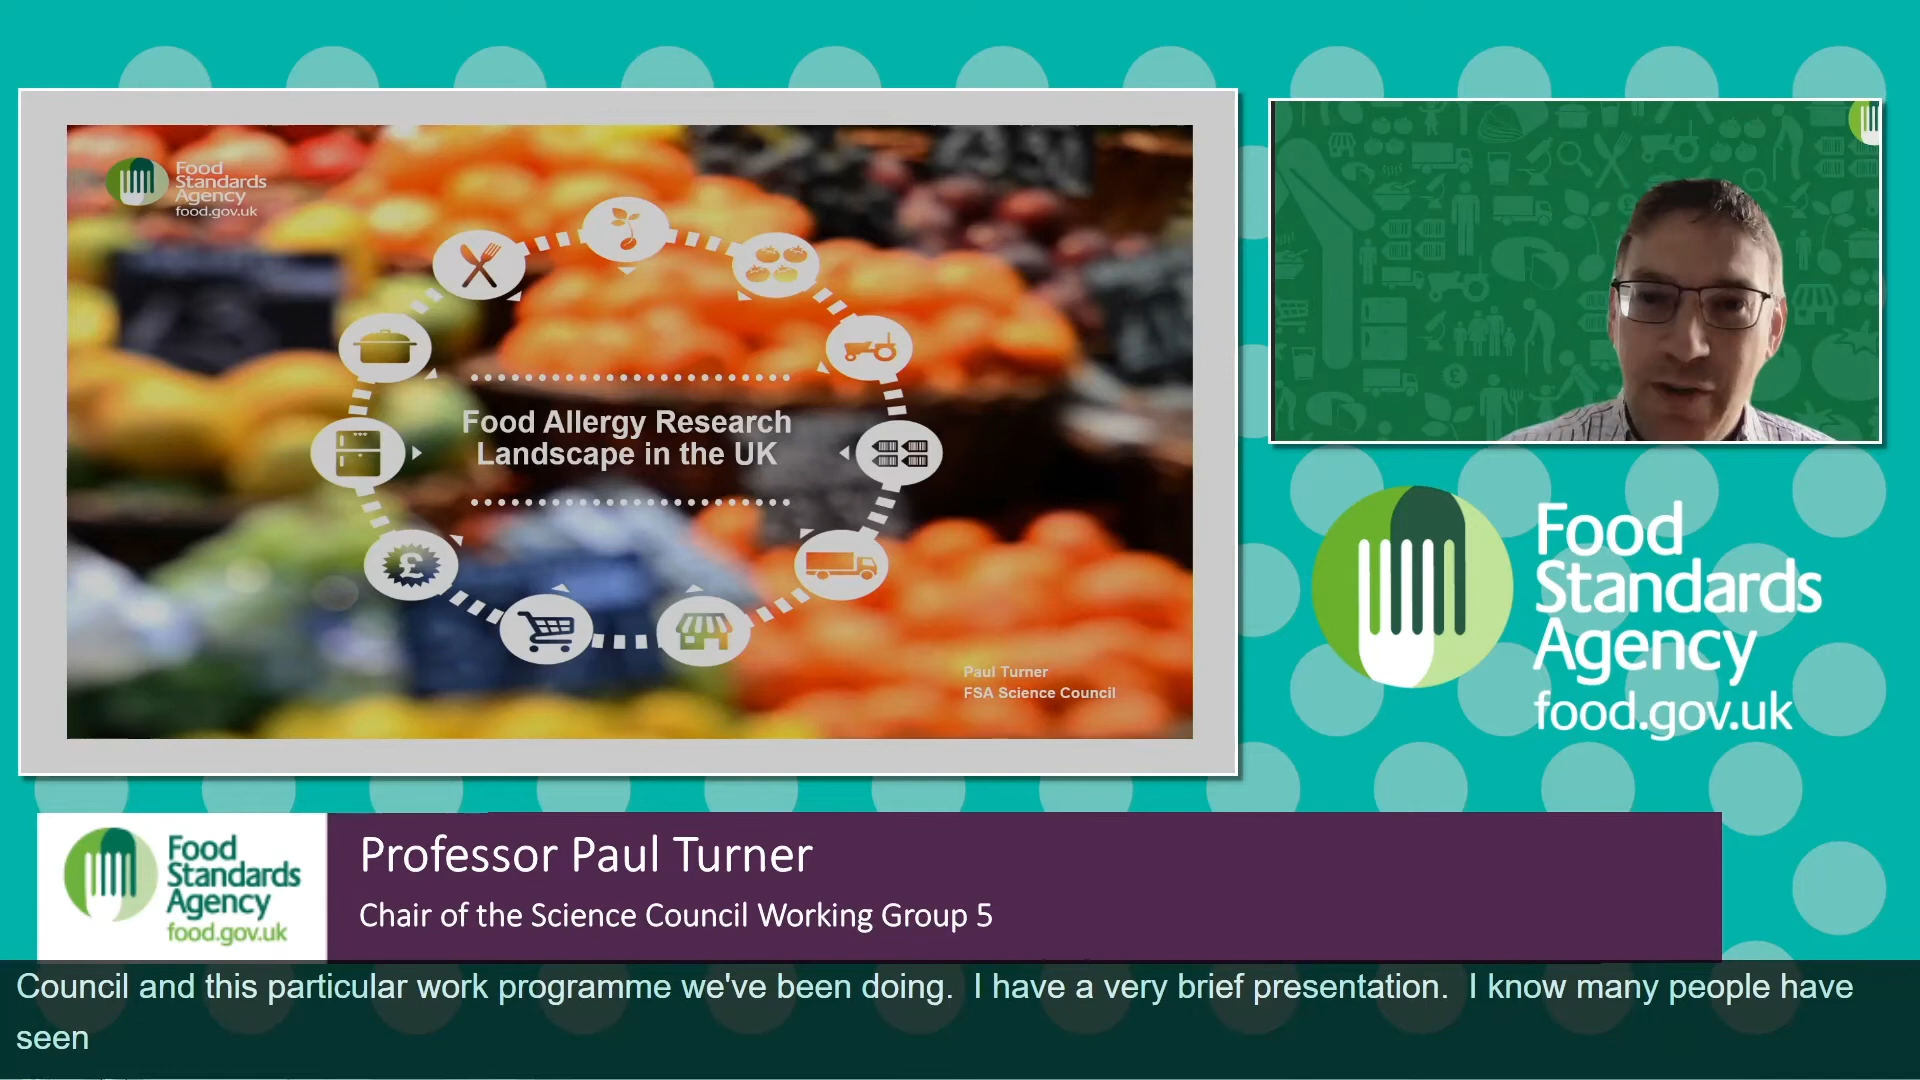 Food
Standards
Agency
food.gov.uk
Food Allergy Research
Landscape in the UK
£
Paul Turner
FSA Science Council
Food
Standards
Agency
food.gov.uk
Food
Standards
Agency
food.gov.uk
Professor Paul Turner
Chair of the Science Council Working Group 5
Council and this particular work programme we've been doing.  I have a very brief presentation.  I know many people have
seen